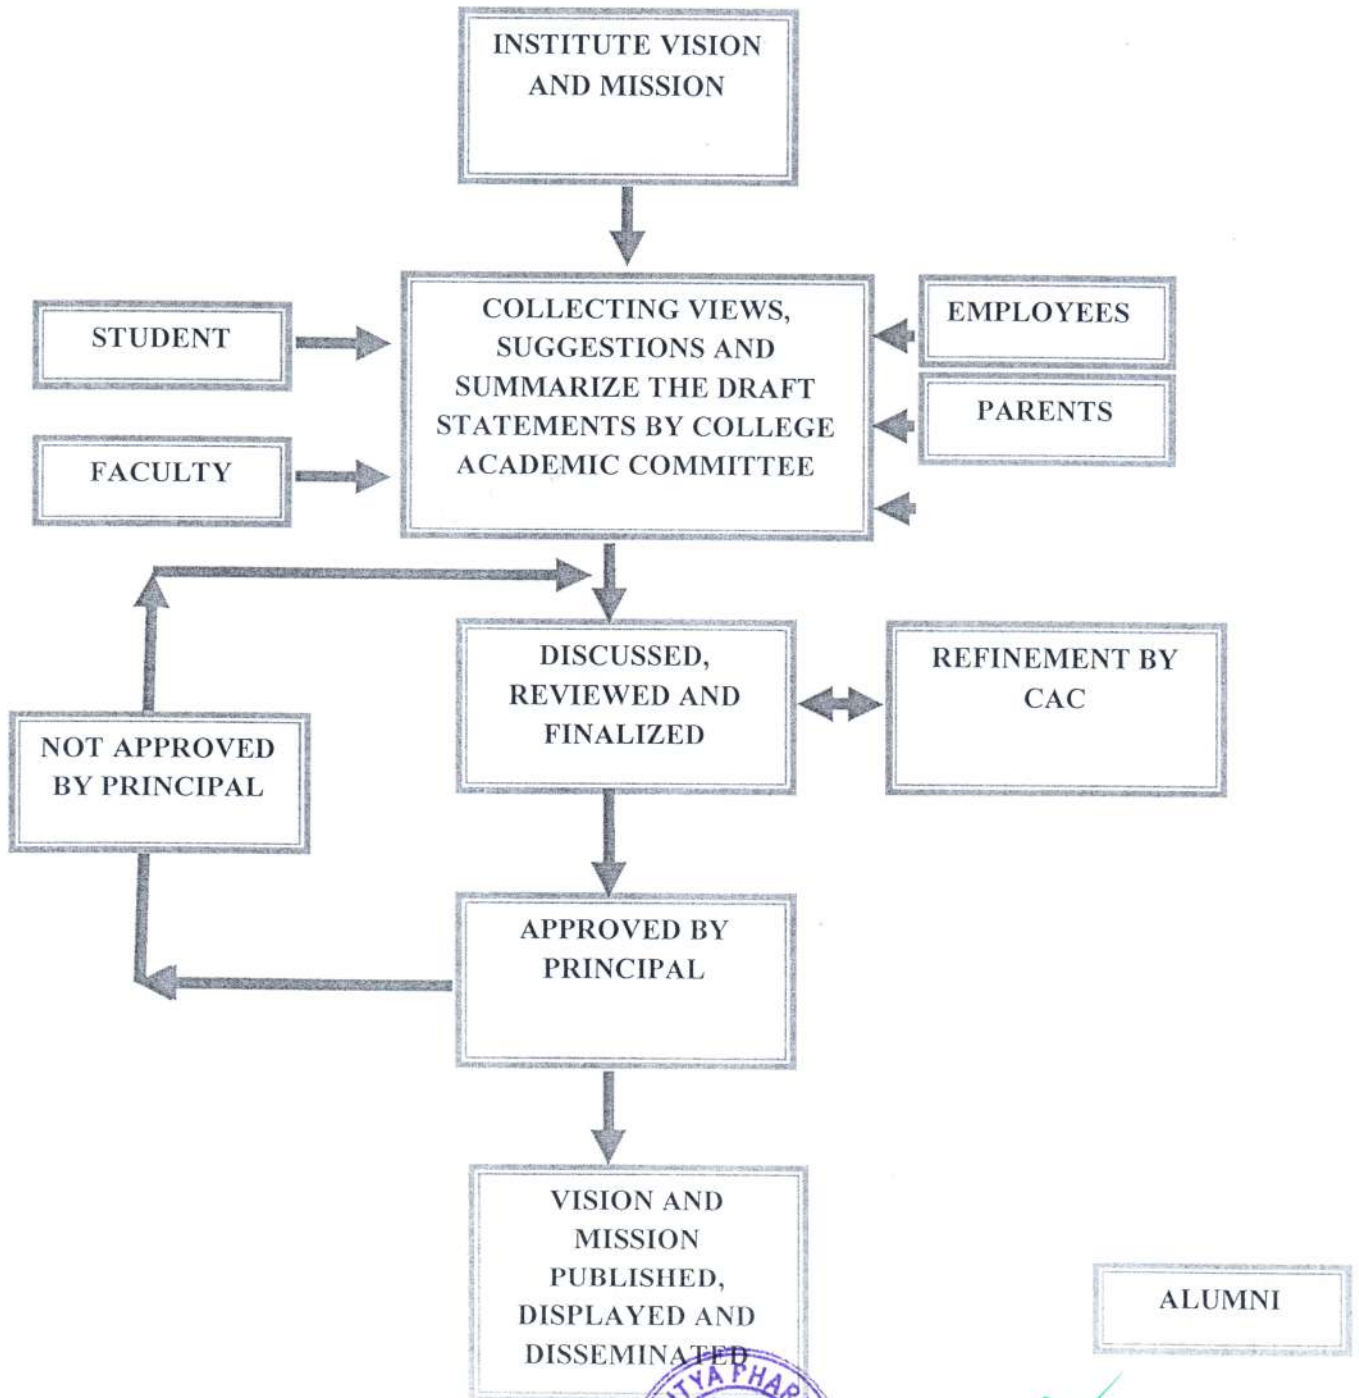 INSTITUTE VISION
AND MISSION
STUDENT
FACULTY
COLLECTING VIEWS,
SUGGESTIONS AND
SUMMARIZE THE DRAFT
STATEMENTS BY COLLEGE
ACADEMIC COMMITTEE
EMPLOYEES
PARENTS
DISCUSSED,
REVIEWED AND
FINALIZED
REFINEMENT BY
CAC
NOT APPROVED
BY PRINCIPAL
APPROVED BY
PRINCIPAL
VISION AND
MISSION
PUBLISHED,
DISPLAYED AND
DISSEMINATED
ALUMNI